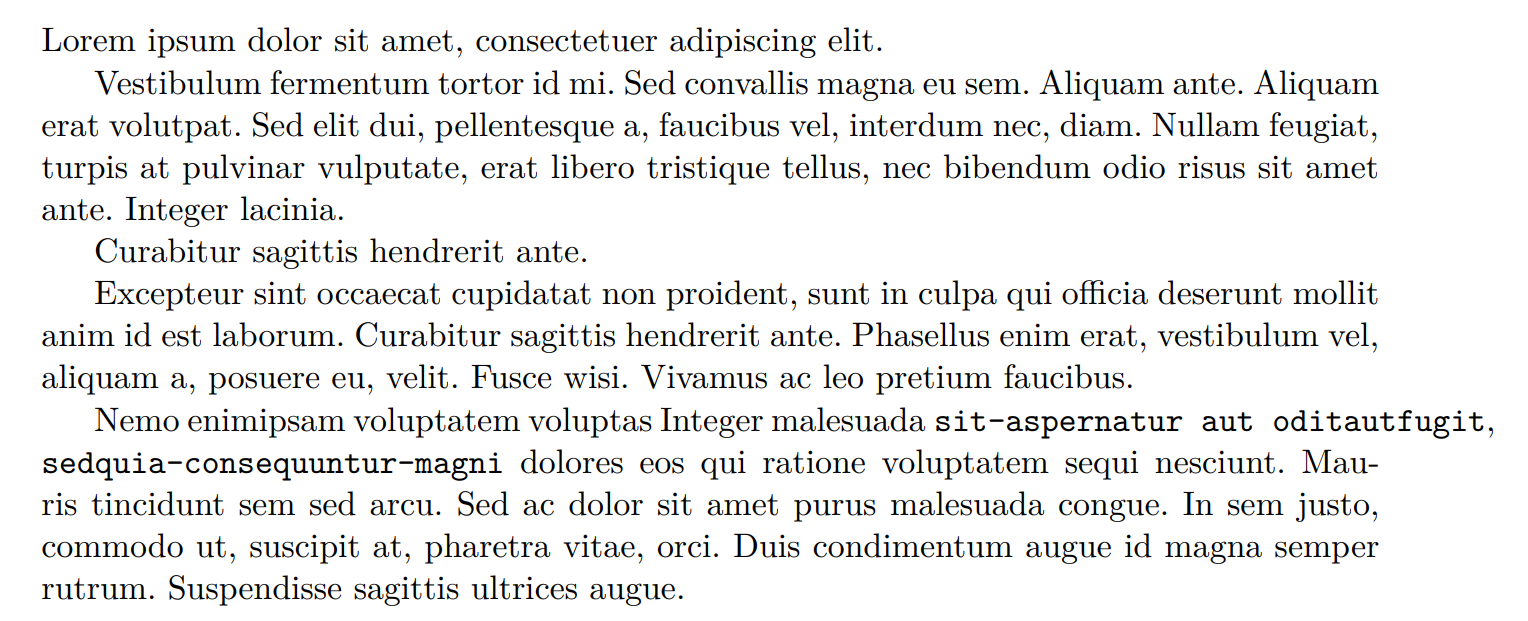 Lorem ipsum dolor sit amet, consectetuer adipiscing elit.
Vestibulum fermentum tortor id mi. Sed convallis magna eu sem. Aliquam ante. Aliquam
erat volutpat. Sed elit dui, pellentesque a, faucibus vel, interdum nec, diam. Nullam feugiat,
turpis at pulvinar vulputate, erat libero tristique tellus, nec bibendum odio risus sit amet
ante. Integer lacinia.
Curabitur sagittis hendrerit ante.
Excepteur sint occaecat cupidatat non proident, sunt in culpa qui officia deserunt mollit
anim id est laborum. Curabitur sagittis hendrerit ante. Phasellus enim erat, vestibulum vel,
aliquam a, posuere eu, velit. Fusce wisi. Vivamus ac leo pretium faucibus.
Nemo enimipsam voluptatem voluptas Integer malesuada sit-aspernatur aut oditautfugit,
sedquia-consequuntur-magni dolores eos qui ratione voluptatem sequi nesciunt. Mau-
ris tincidunt sem sed arcu. Sed ac dolor sit amet purus malesuada congue. In sem justo,
commodo ut, suscipit at, pharetra vitae, orci. Duis condimentum augue id magna semper
rutrum. Suspendisse sagittis ultrices augue.